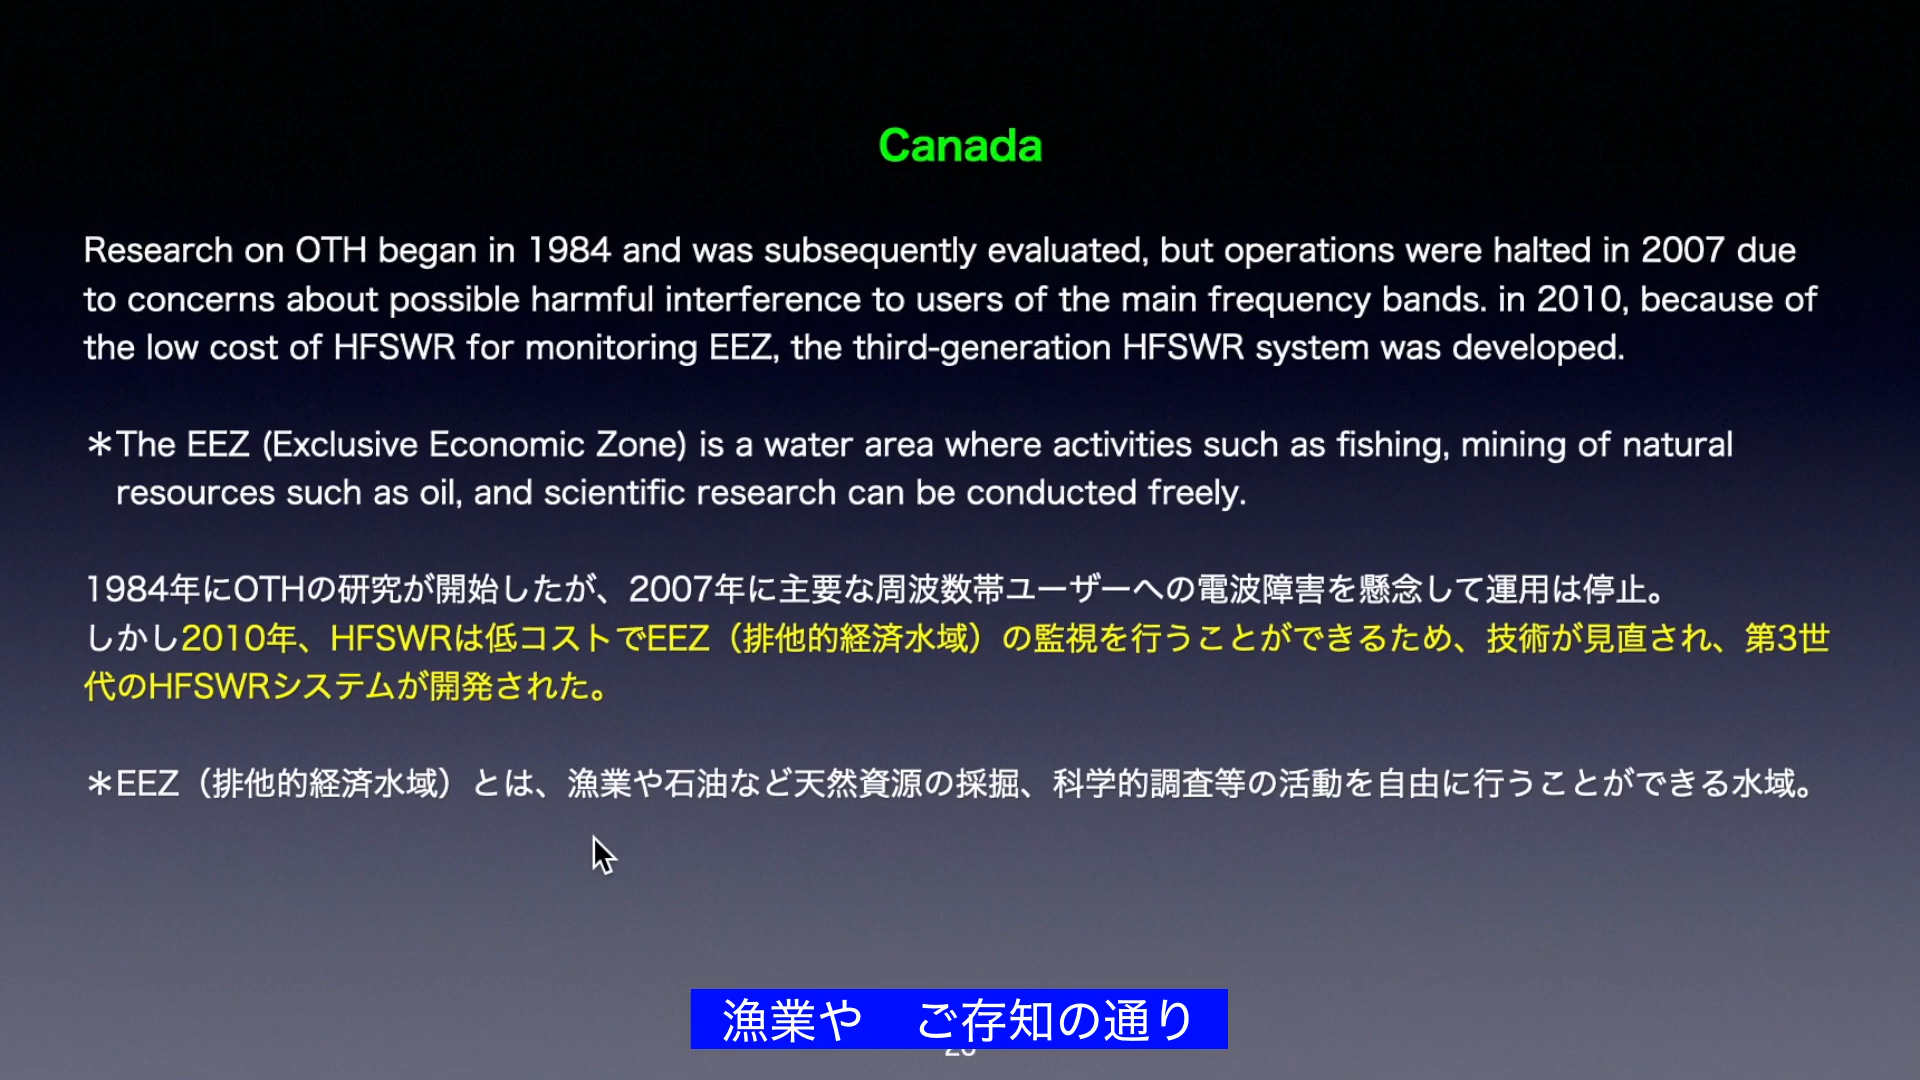 Canada
Research on OTH began in 1984 and was subsequently evaluated, but operations were halted in 2007 due
to concerns about possible harmful interference to users of the main frequency bands. in 2010, because of
the low cost of HFSWR for monitoring EEZ, the third-generation HFSWR system was developed.
＊The EEZ (Exclusive Economic Zone) is a water area where activities such as fishing, mining of natural
resources such as oil, and scientific research can be conducted freely.
1984年にOTHの研究が開始したが、2007年に主要な周波数帯ユーザーへの電波障害を懸念して運用は停止。
しかし2010年、HFSWRは低コストでEEZ（排他的経済水域）の監視を行うことができるため、技術が見直され、第3世
代のHFSWRシステムが開発された。
＊EEZ（排他的経済水域）とは、漁業や石油など天然資源の採掘、科学的調査等の活動を自由に行うことができる水域。
漁業や　ご存知の通り